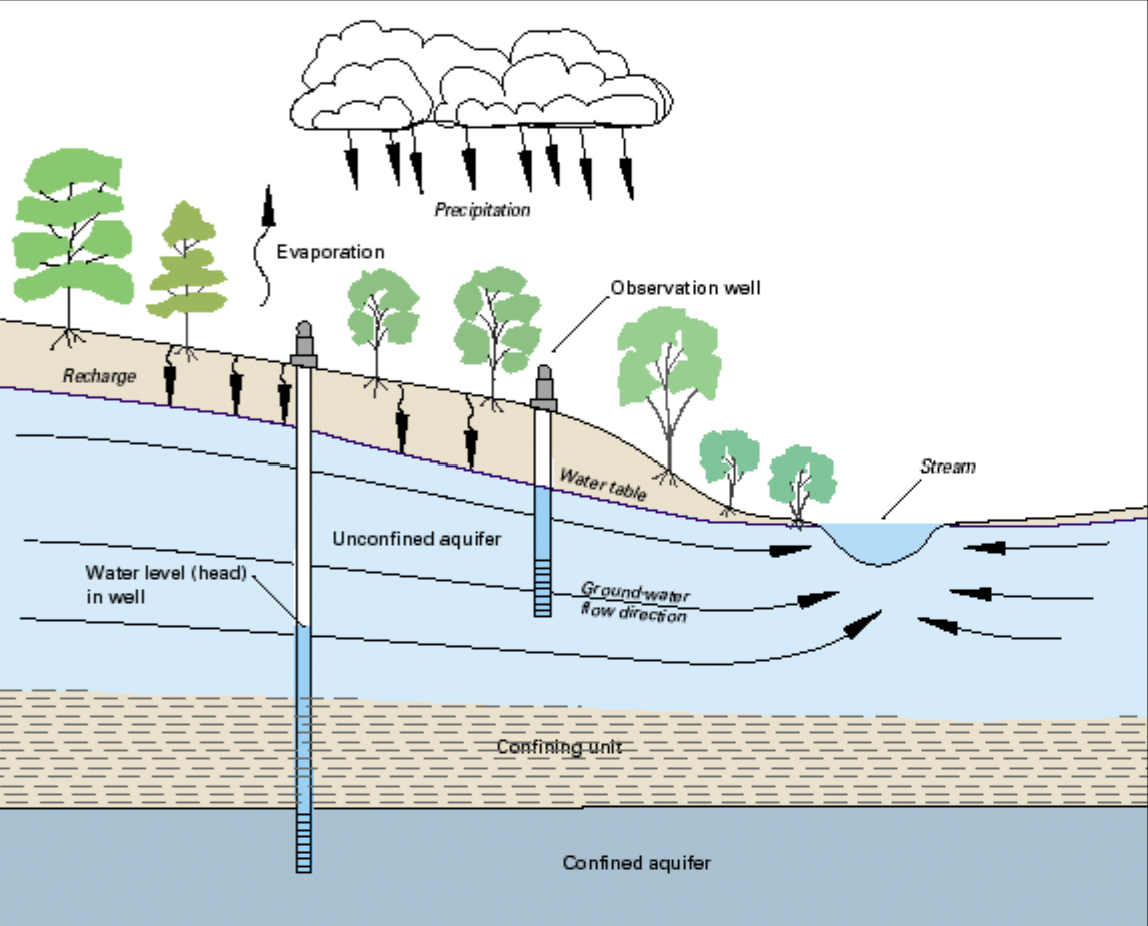 Precipitation
Evaporation
Observation well
Recharge
Stream
Water table
Unconfined aquifer
Water level (head)
in well
Ground-water
flow direction
Confining unit
Confined aquifer